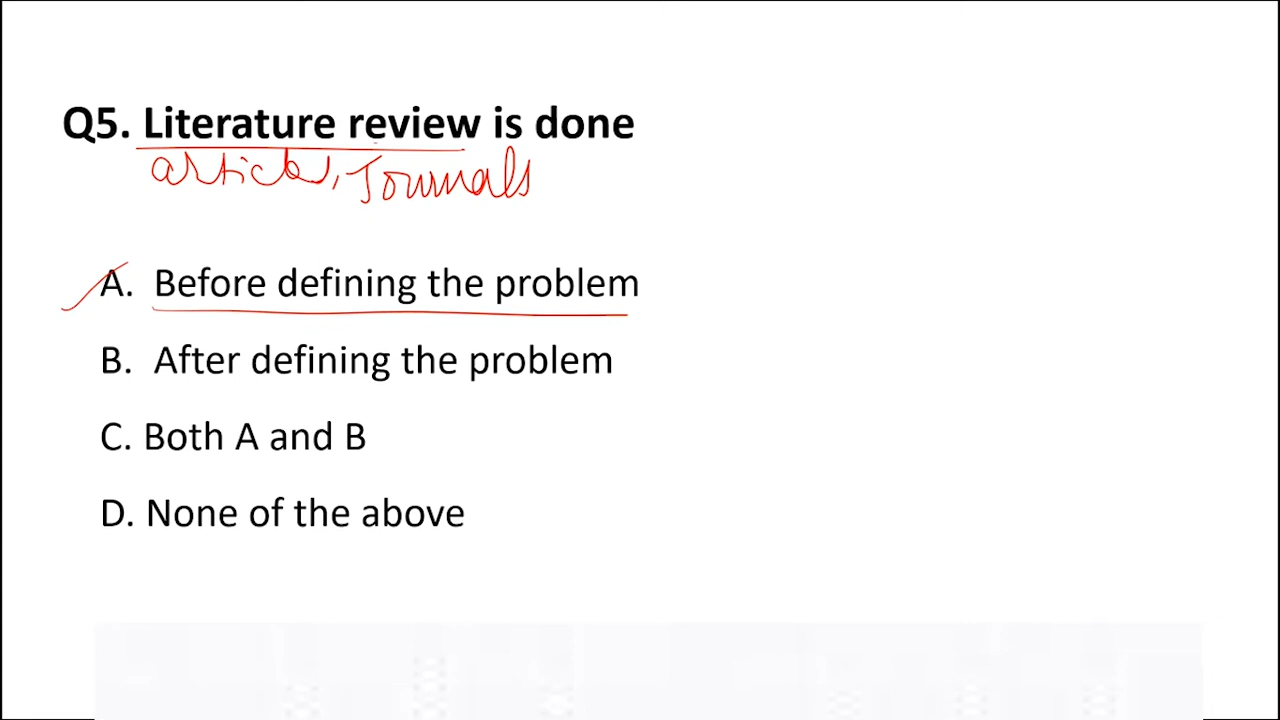 Q5. Literature review is done
articles, Journals
A. Before defining the problem
B. After defining the problem
C. Both A and B
D. None of the above